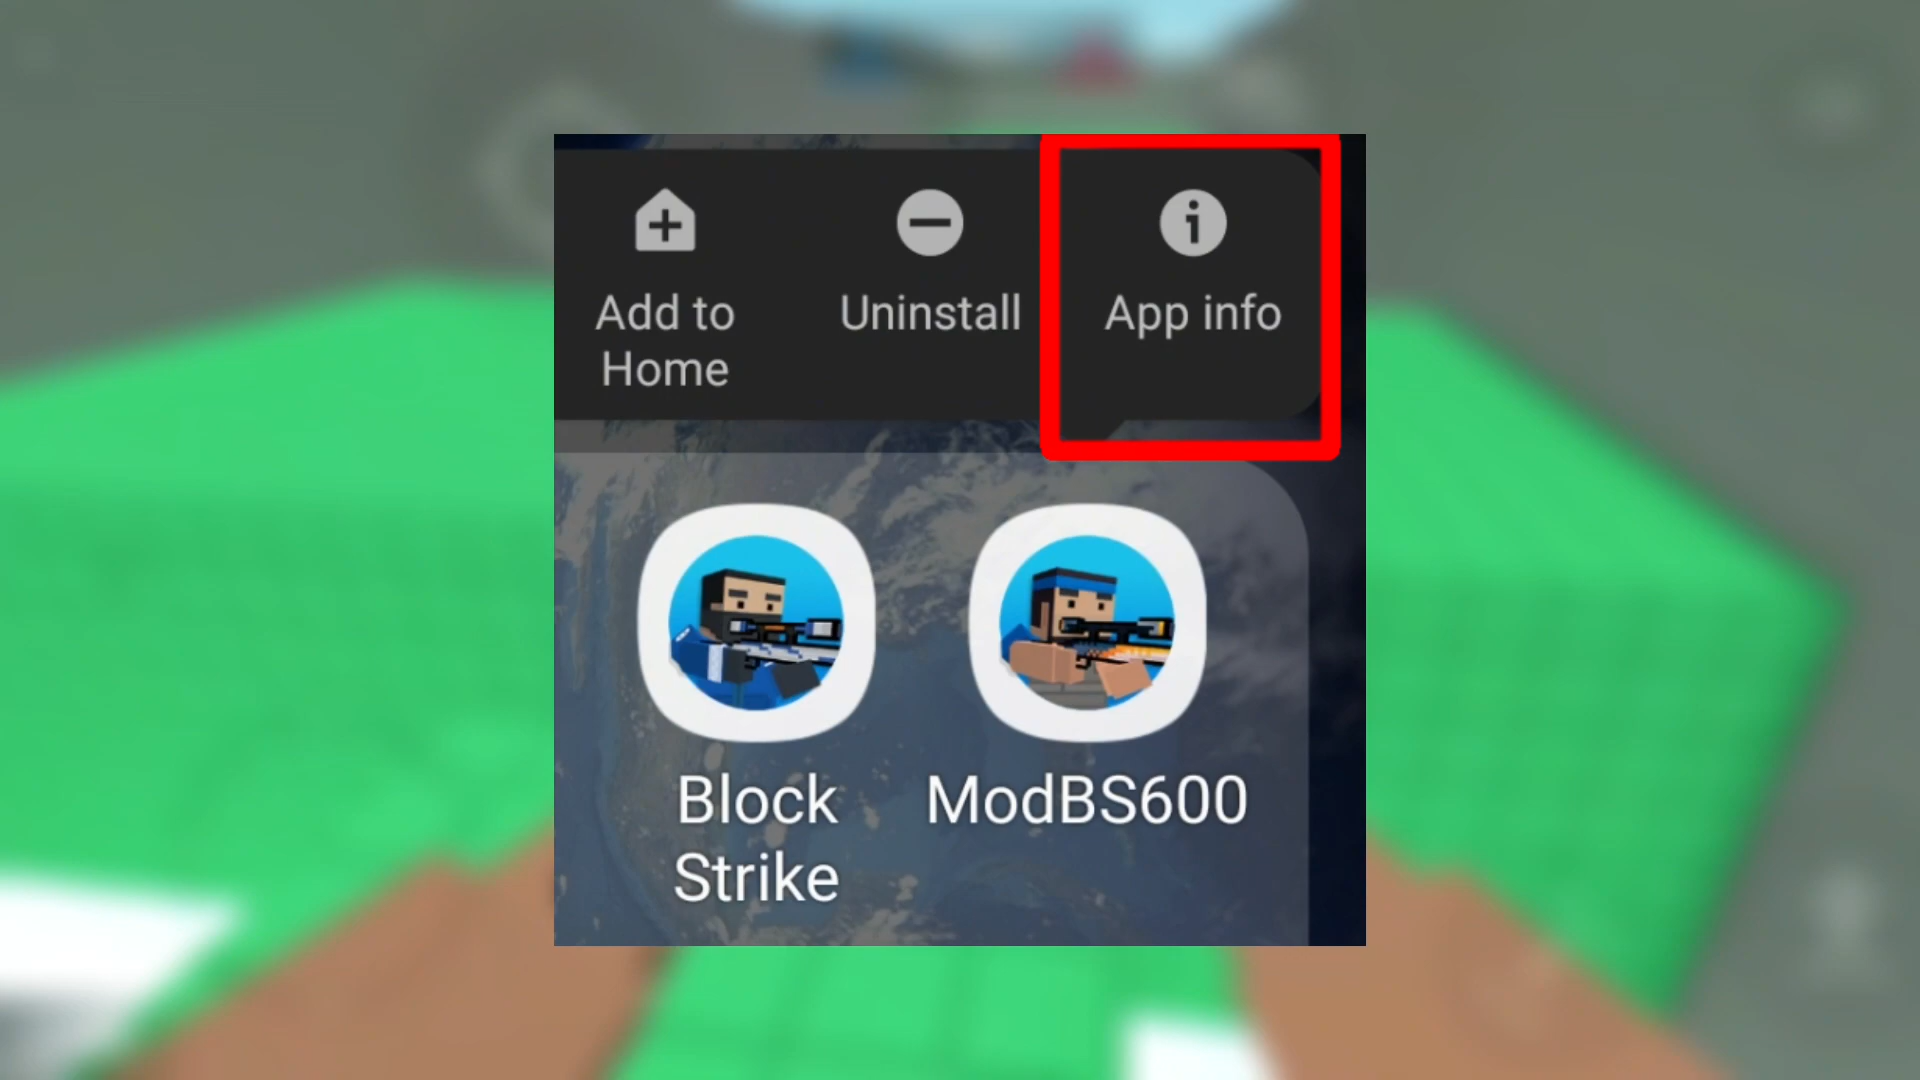 Add to
Home
Uninstall
App info
Block
Strike
ModBS600